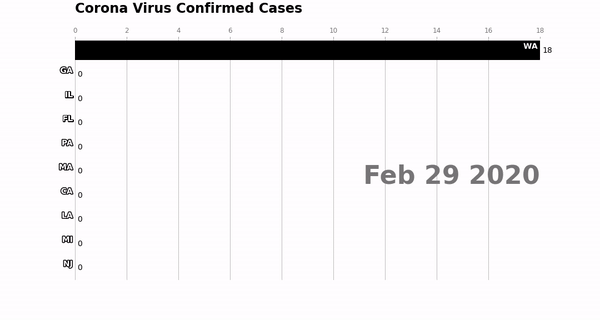 Corona Virus Confirmed Cases
0 2 4 6 8 10 12 14 16 18
WA 18
GA 0
IL 0
FL 0
PA 0
MA 0
Feb 29 2020
CA 0
LA 0
MI 0
NJ 0